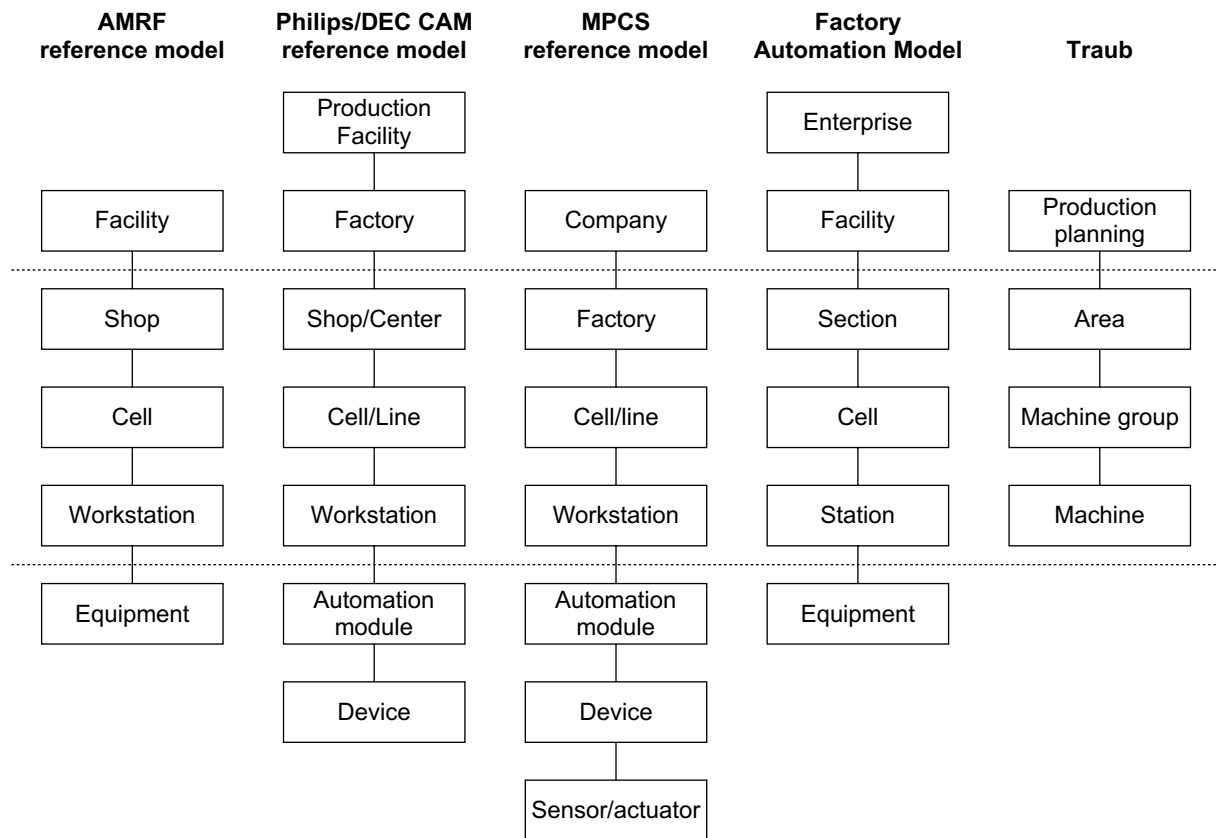 AMRF
reference model
Philips/DEC CAM
reference model
MPCS
reference model
Factory
Automation Model
Traub
Production
Facility
Enterprise
Facility
Factory
Company
Facility
Production
planning
Shop
Shop/Center
Factory
Section
Area
Cell
Cell/Line
Cell/line
Cell
Machine group
Workstation
Workstation
Workstation
Station
Machine
Equipment
Automation
module
Automation
module
Equipment
Device
Device
Sensor/actuator